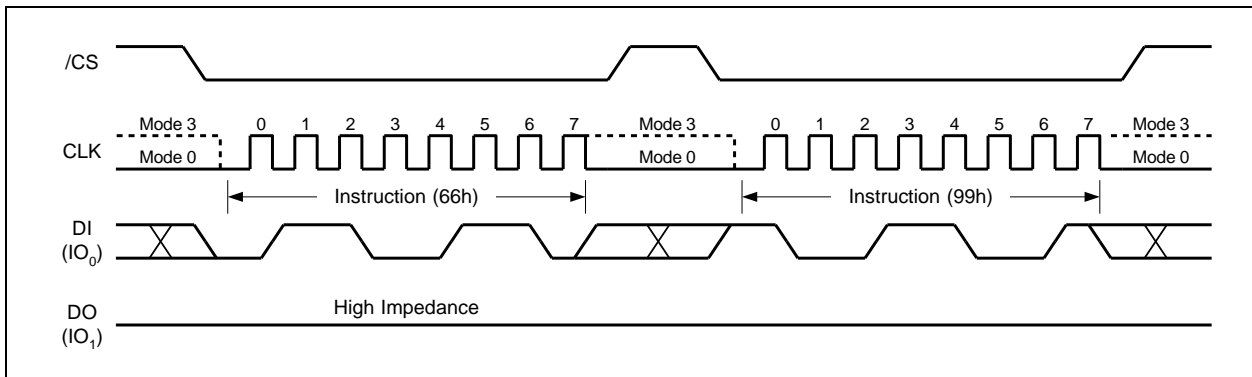 /CS
Mode 3 0 1 2 3 4 5 6 7 Mode 3 0 1 2 3 4 5 6 7 Mode 3
CLK Mode 0 Mode 0 Mode 0
Instruction (66h) Instruction (99h)
DI
(IO0)
High Impedance
DO
(IO1)